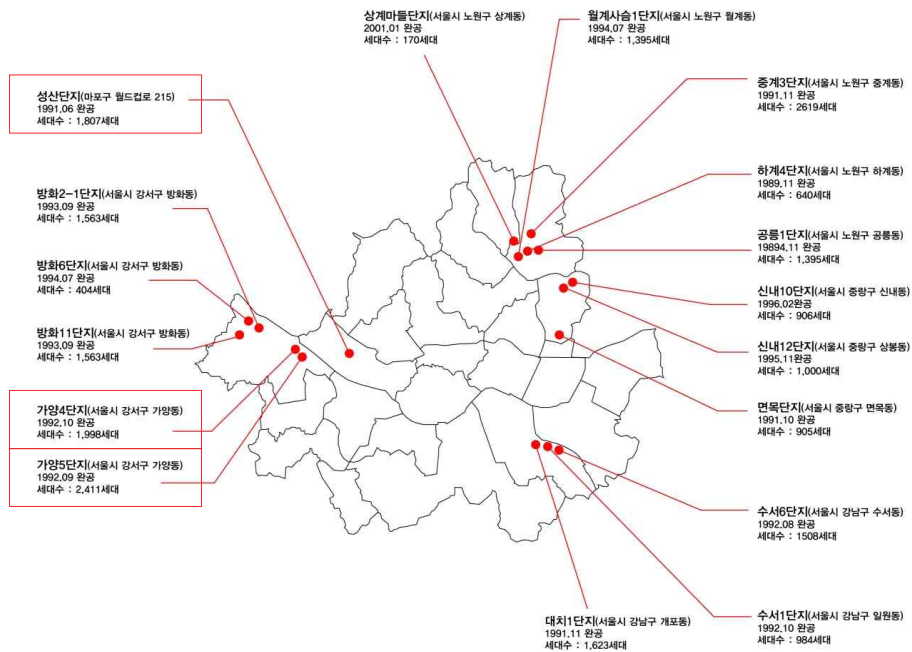 상계마들단지(서울시 노원구 상계동)
2001.01 완공
세대수 : 170세대
월계사슴1단지(서울시 노원구 월계동)
1994.07 완공
세대수 : 1,395세대
성산단지(마포구 월드컵로 215)
1991.06 완공
세대수 : 1,807세대
중계3단지(서울시 노원구 중계동)
1991.11 완공
세대수 : 2619세대
방화2-1단지(서울시 강서구 방화동)
1993.09 완공
세대수 : 1,563세대
하계4단지(서울시 노원구 하계동)
1989.11 완공
세대수 : 640세대
공릉1단지(서울시 노원구 공릉동)
19894.11 완공
세대수 : 1,395세대
방화6단지(서울시 강서구 방화동)
1994.07 완공
세대수 : 404세대
신내10단지(서울시 중랑구 신내동)
1996.02완공
세대수 : 906세대
방화11단지(서울시 강서구 방화동)
1993.09 완공
세대수 : 1,563세대
신내12단지(서울시 중랑구 상봉동)
1995.11완공
세대수 : 1,000세대
가양4단지(서울시 강서구 가양동)
1992.10 완공
세대수 : 1,998세대
면목단지(서울시 중랑구 면목동)
1991.10 완공
세대수 : 905세대
가양5단지(서울시 강서구 가양동)
1992.09 완공
세대수 : 2,411세대
수서6단지(서울시 강남구 수서동)
1992.08 완공
세대수 : 1508세대
대치1단지(서울시 강남구 개포동)
1991.11 완공
세대수 : 1,623세대
수서1단지(서울시 강남구 일원동)
1992.10 완공
세대수 : 984세대